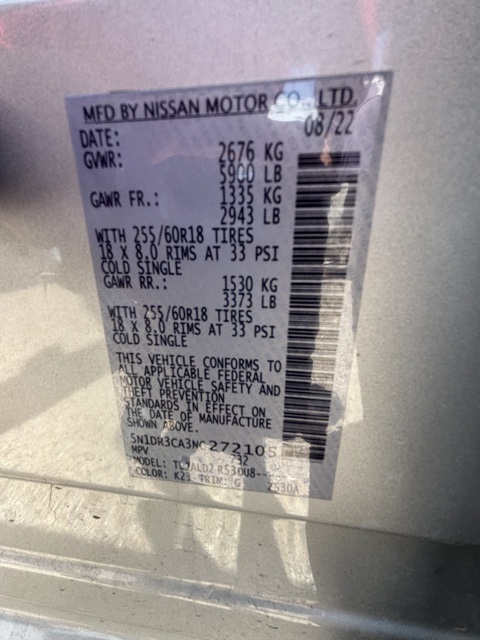 MFD BY NISSAN MOTOR CO., LTD.
DATE: 08/22
GVWR: 2676 KG
5900 LB
GAWR FR.: 1335 KG
2943 LB
WITH 255/60R18 TIRES
18 X 8.0 RIMS AT 33 PSI
COLD SINGLE
GAWR RR.: 1530 KG
3373 LB
WITH 255/60R18 TIRES
18 X 8.0 RIMS AT 33 PSI
COLD SINGLE
THIS VEHICLE CONFORMS TO
ALL APPLICABLE FEDERAL
MOTOR VEHICLE SAFETY AND
THEFT PREVENTION
STANDARDS IN EFFECT ON
THE DATE OF MANUFACTURE
SHOWN ABOVE.
5N1DR3CA3NC272105
MPV 32
MODEL:
COLOR: K23 TRIM: G Z530A